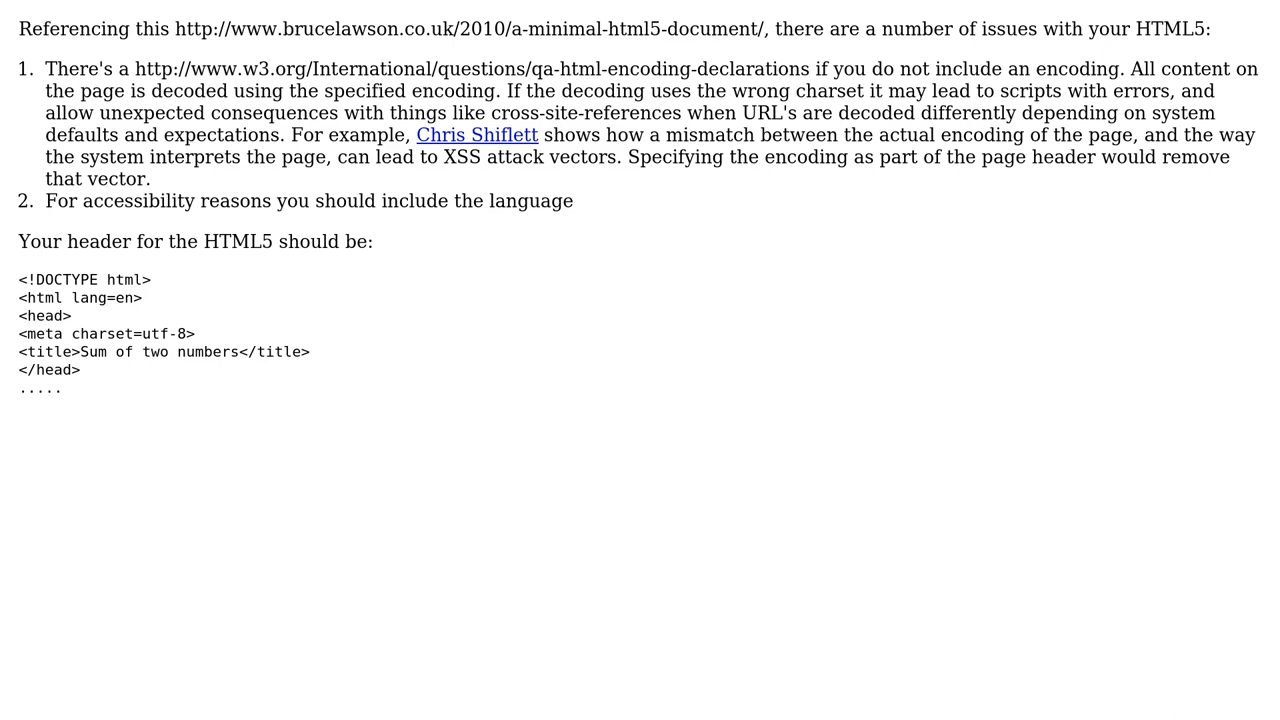 Referencing this http://www.brucelawson.co.uk/2010/a-minimal-html5-document/, there are a number of issues with your HTML5:
1. There's a http://www.w3.org/International/questions/qa-html-encoding-declarations if you do not include an encoding. All content on
the page is decoded using the specified encoding. If the decoding uses the wrong charset it may lead to scripts with errors, and
allow unexpected consequences with things like cross-site-references when URL's are decoded differently depending on system
defaults and expectations. For example, Chris Shiflett shows how a mismatch between the actual encoding of the page, and the way
the system interprets the page, can lead to XSS attack vectors. Specifying the encoding as part of the page header would remove
that vector.
2. For accessibility reasons you should include the language
Your header for the HTML5 should be:
<!DOCTYPE html>
<html lang=en>
<head>
<meta charset=utf-8>
<title>Sum of two numbers</title>
</head>
.....